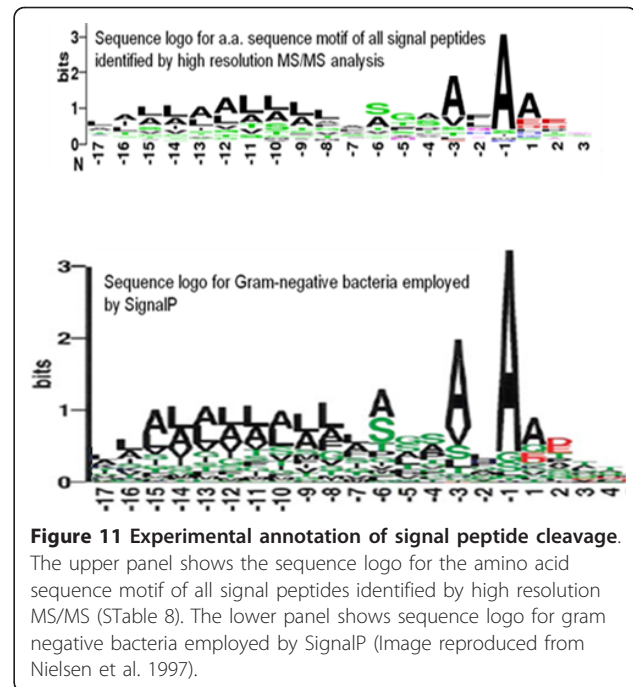 3
Sequence logo for a.a. sequence motif of all signal peptides
identified by high resolution MS/MS analysis
bits
2
1
0
N
-17 -16 -15 -14 -13 -12 -11 -10 -9 -8 -7 -6 -5 -4 -3 -2 -1 1 2 3
3
Sequence logo for Gram-negative bacteria employed
by SignalP
2
bits
1
0
-17 -16 -15 -14 -13 -12 -11 -10 -9 -8 -7 -6 -5 -4 -3 -2 -1 1 2 3 4
Figure 11 Experimental annotation of signal peptide cleavage.
The upper panel shows the sequence logo for the amino acid
sequence motif of all signal peptides identified by high resolution
MS/MS (STable 8). The lower panel shows sequence logo for gram
negative bacteria employed by SignalP (Image reproduced from
Nielsen et al. 1997).